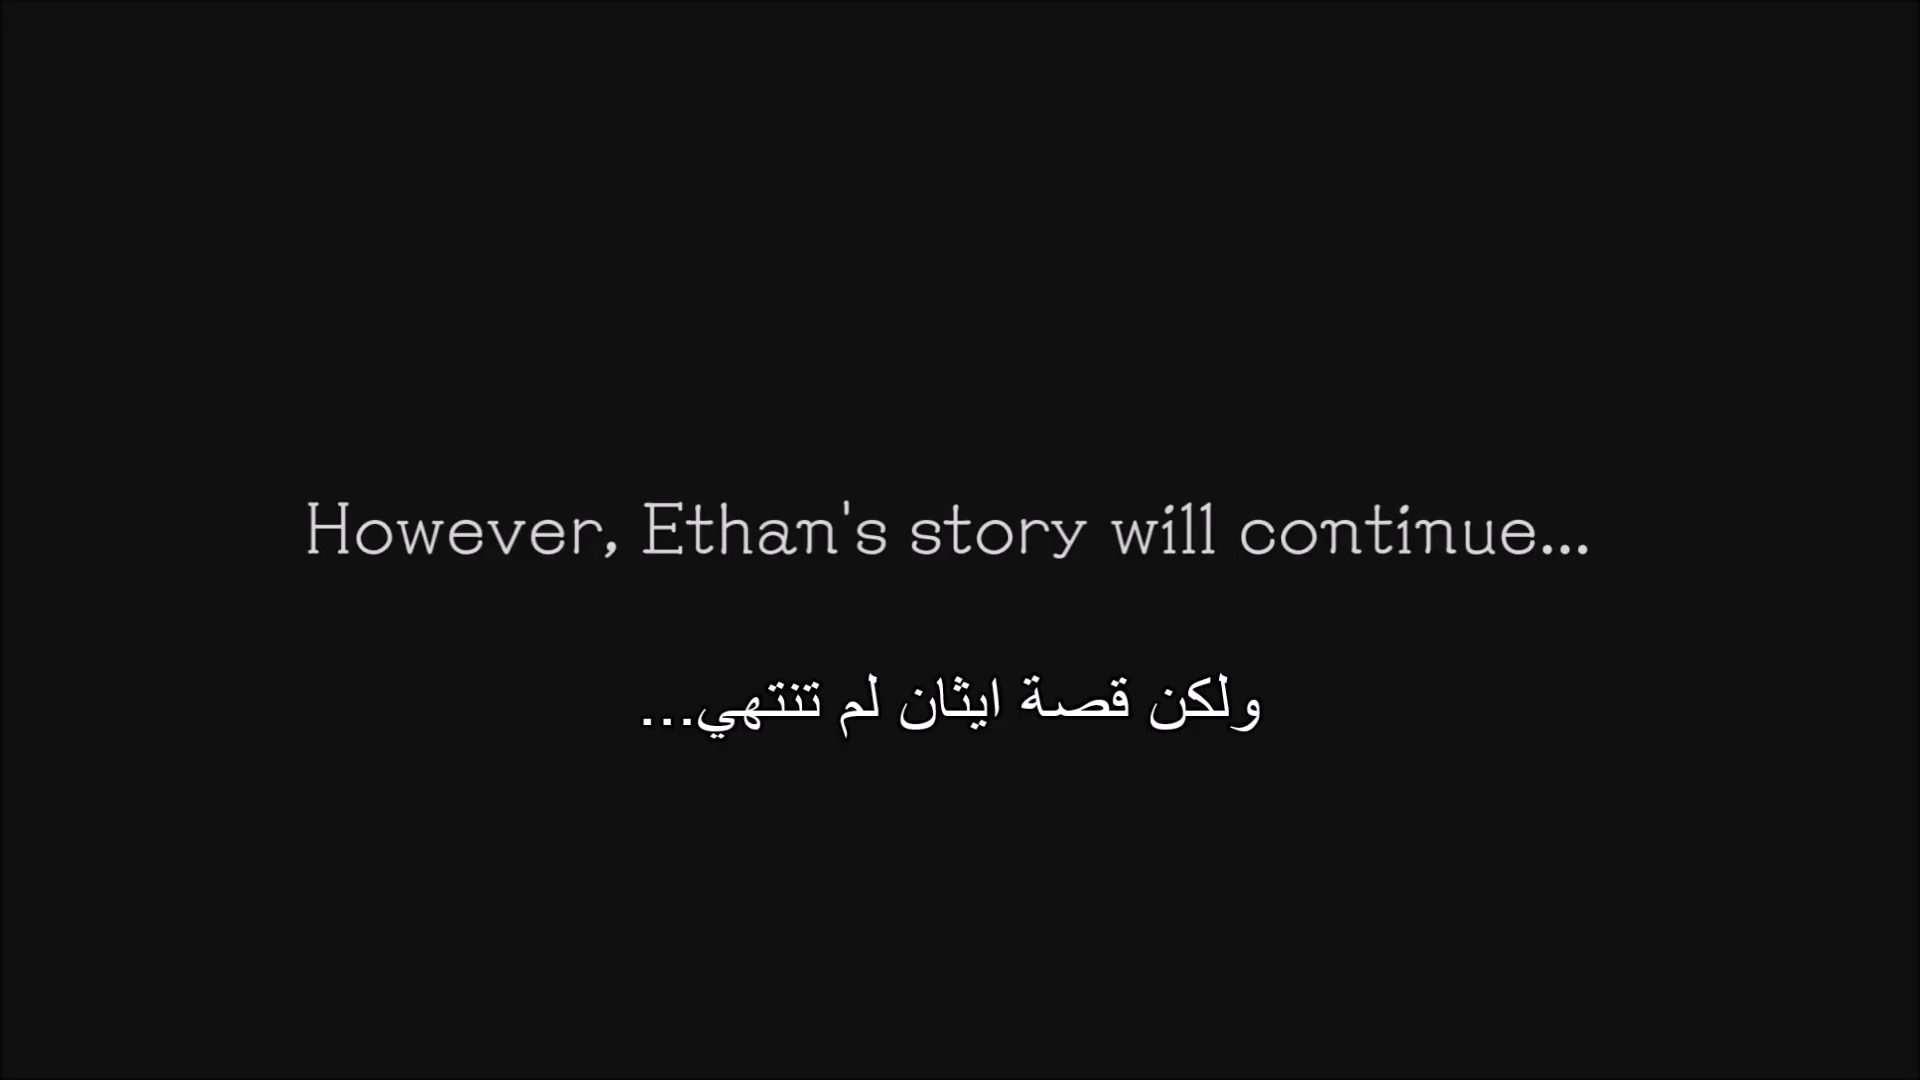 However, Ethan's story will continue...
ولكن قصة ايثان لم تنتهي...